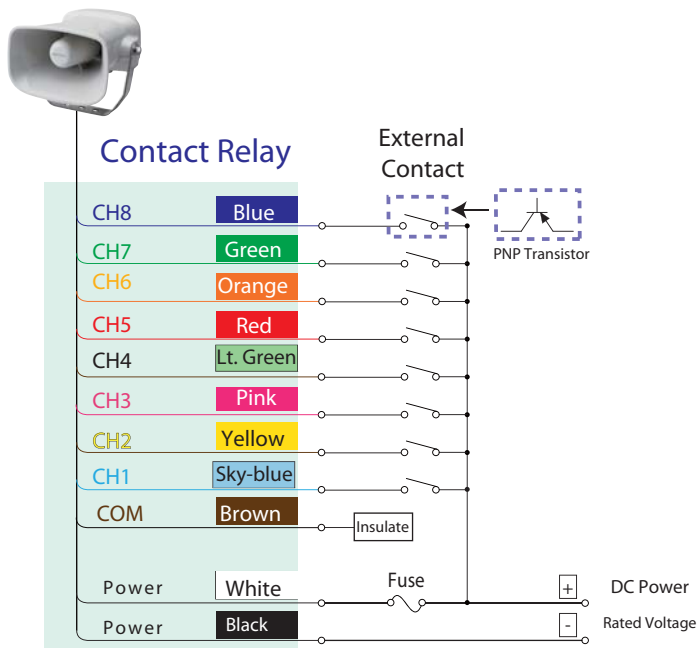 Contact Relay
External
Contact
CH8 Blue
PNP Transistor
CH7 Green
CH6 Orange
CH5 Red
CH4 Lt. Green
CH3 Pink
CH2 Yellow
CH1 Sky-blue
COM Brown
Insulate
Power White Fuse + DC Power
Power Black - Rated Voltage